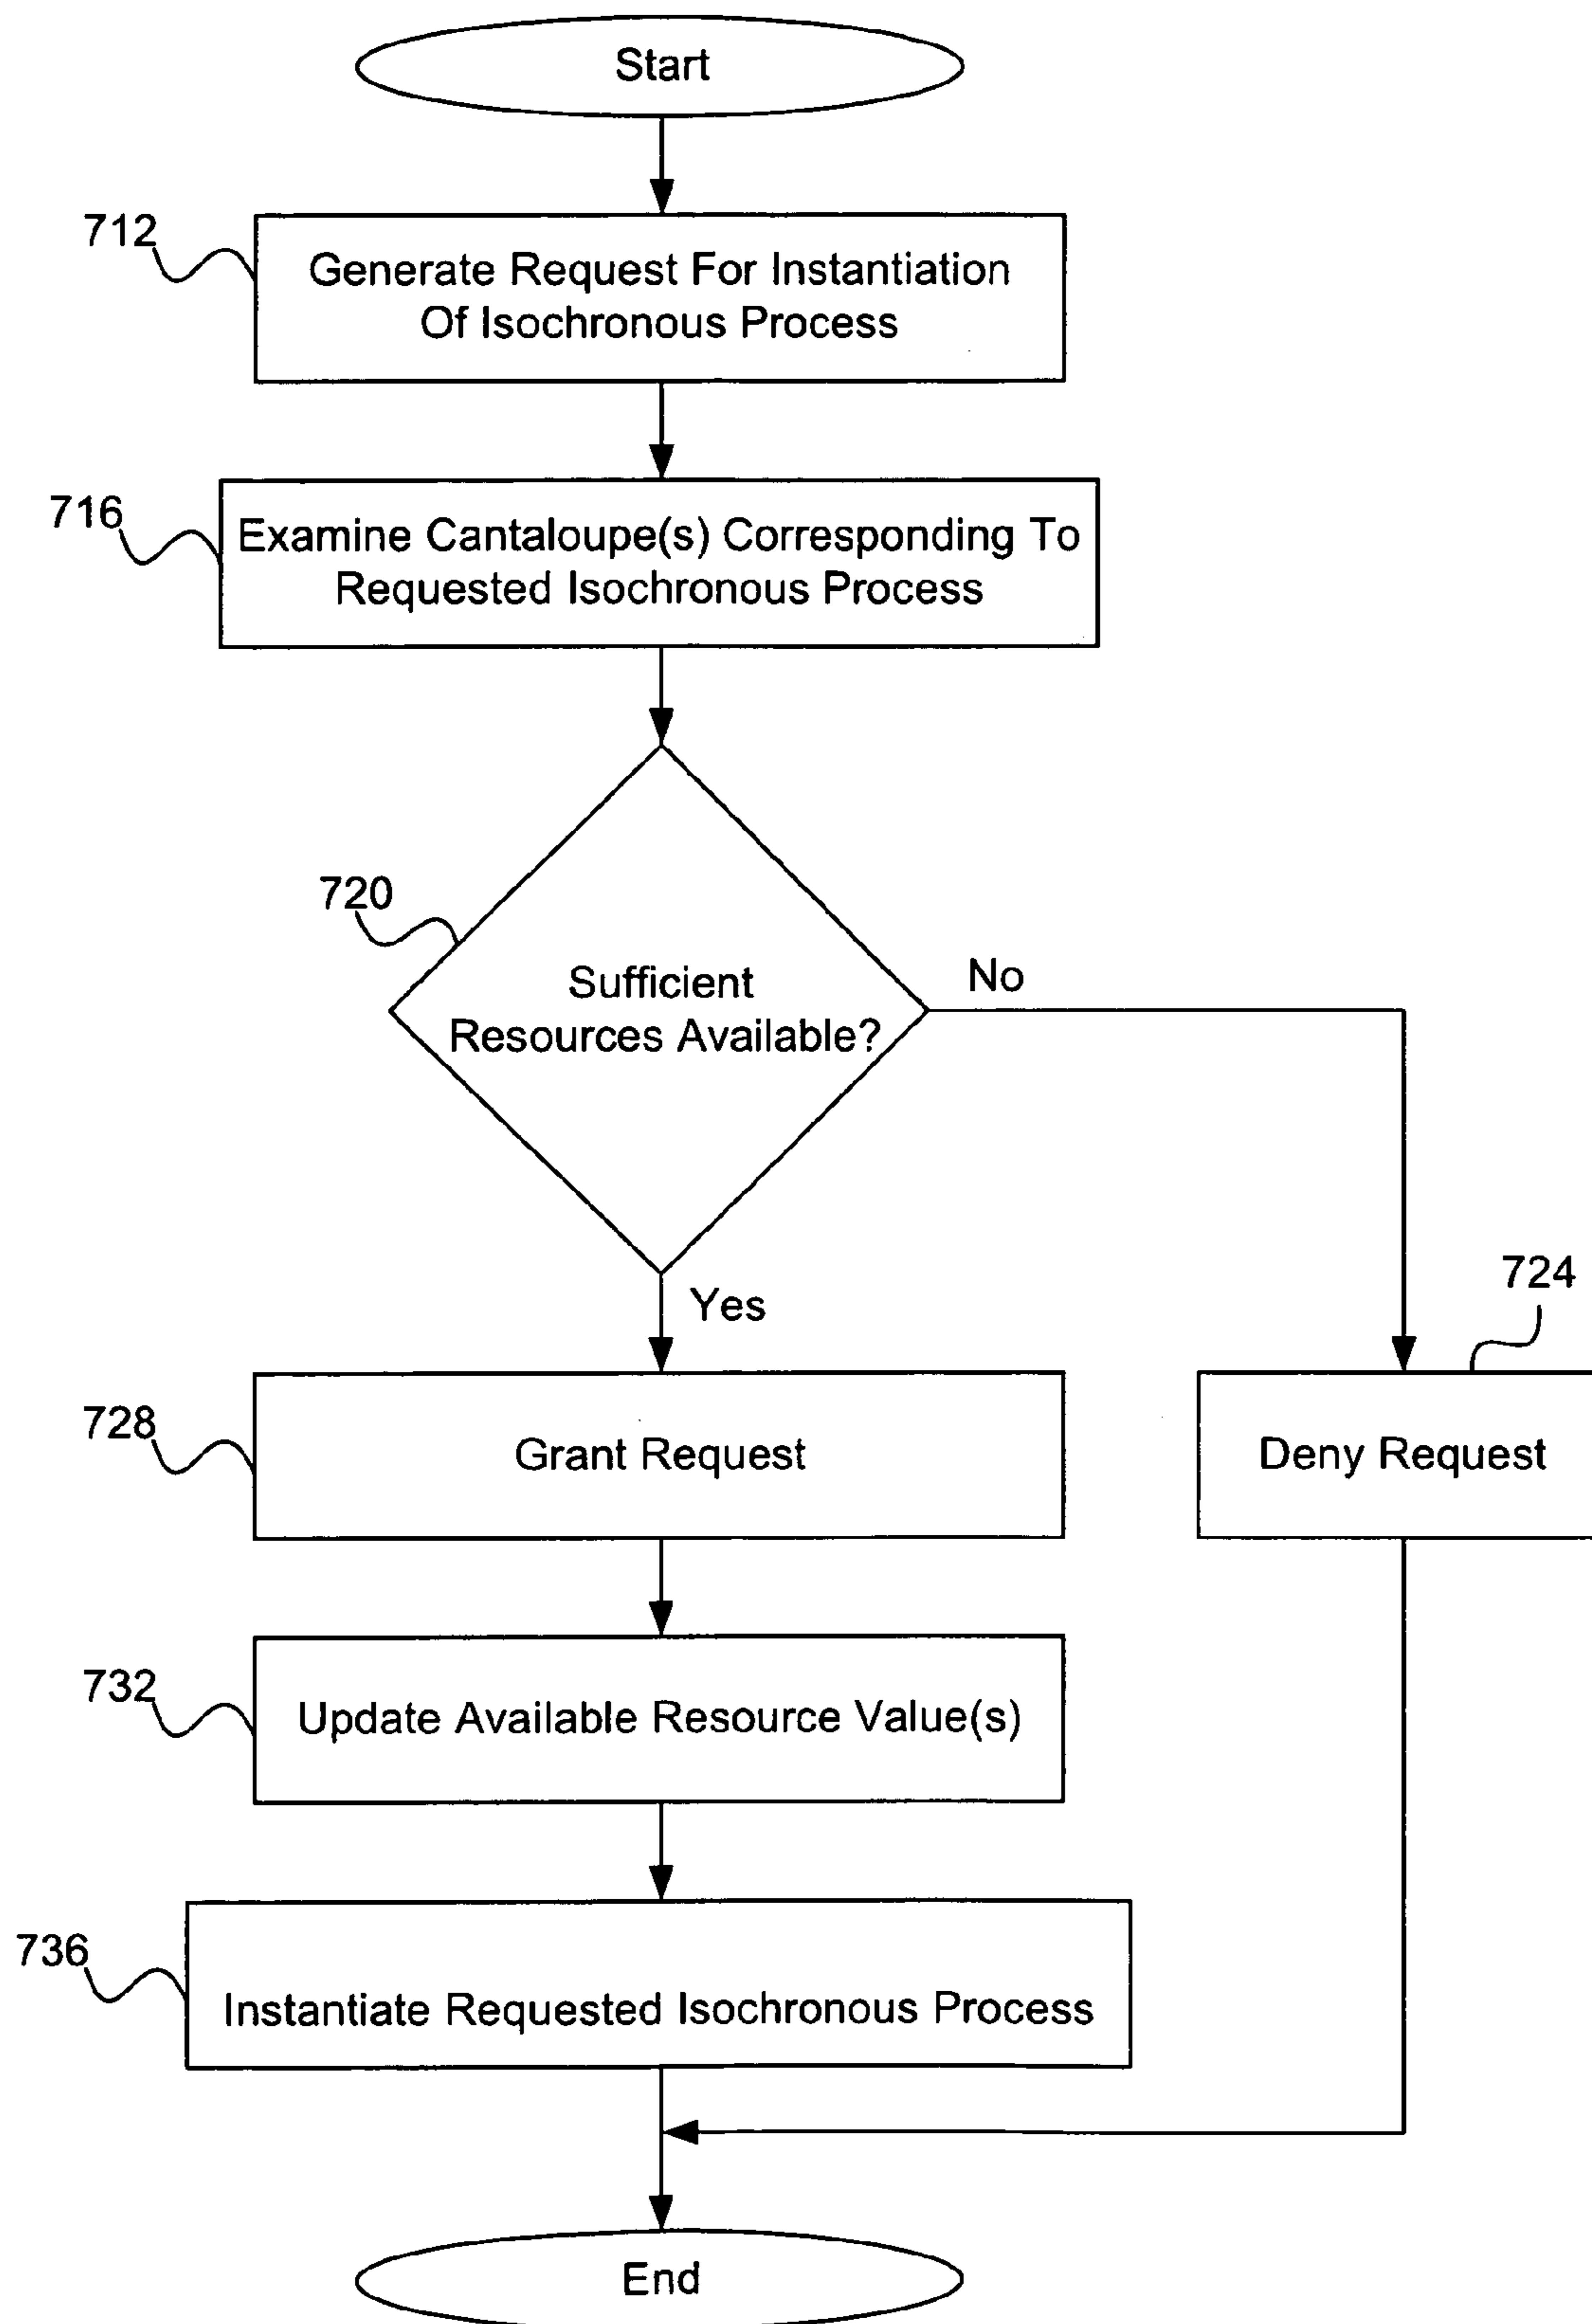 Start
712
Generate Request For Instantiation
Of Isochronous Process
716
Examine Cantaloupe(s) Corresponding To
Requested Isochronous Process
720
Sufficient
Resources Available?
No
Yes
724
728
Grant Request
Deny Request
732
Update Available Resource Value(s)
736
Instantiate Requested Isochronous Process
End